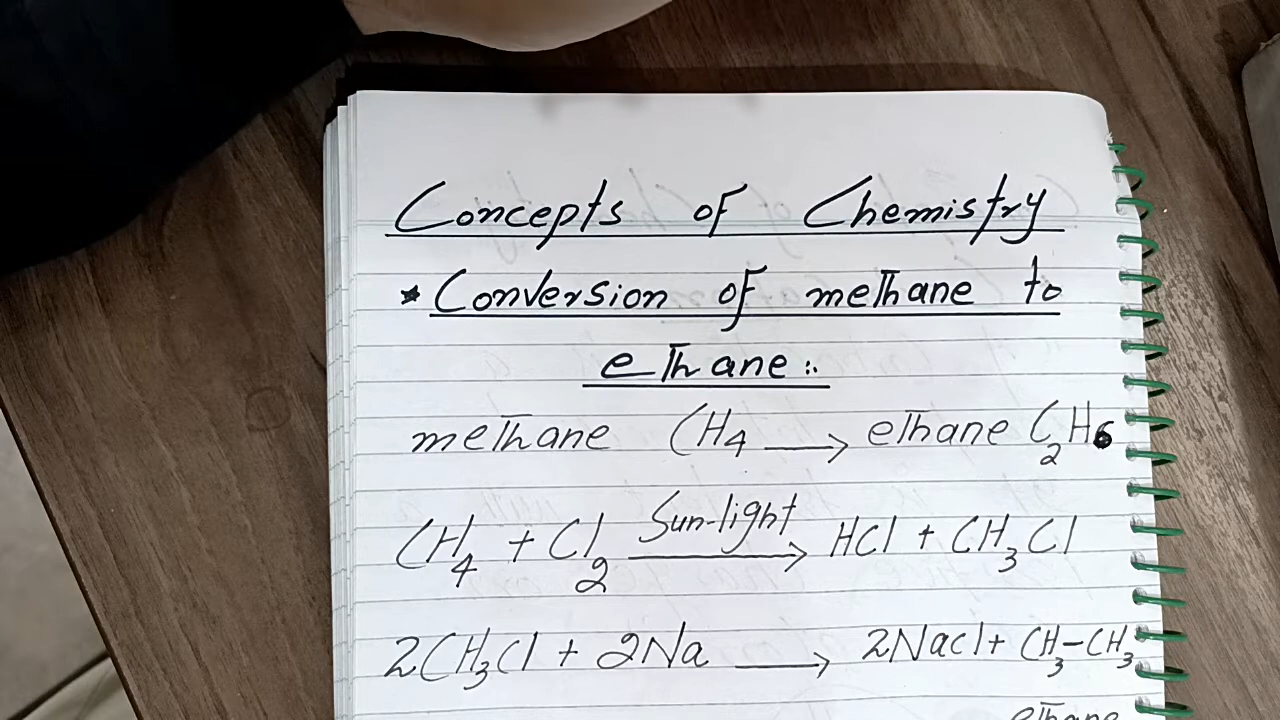 Concepts of Chemistry
* Conversion of methane to
ethane :.
methane CH4 → ethane C2H6
CH4 + Cl2 Sun-light → HCl + CH3Cl
2CH3Cl + 2Na → 2Nacl + CH3-CH3
ethane